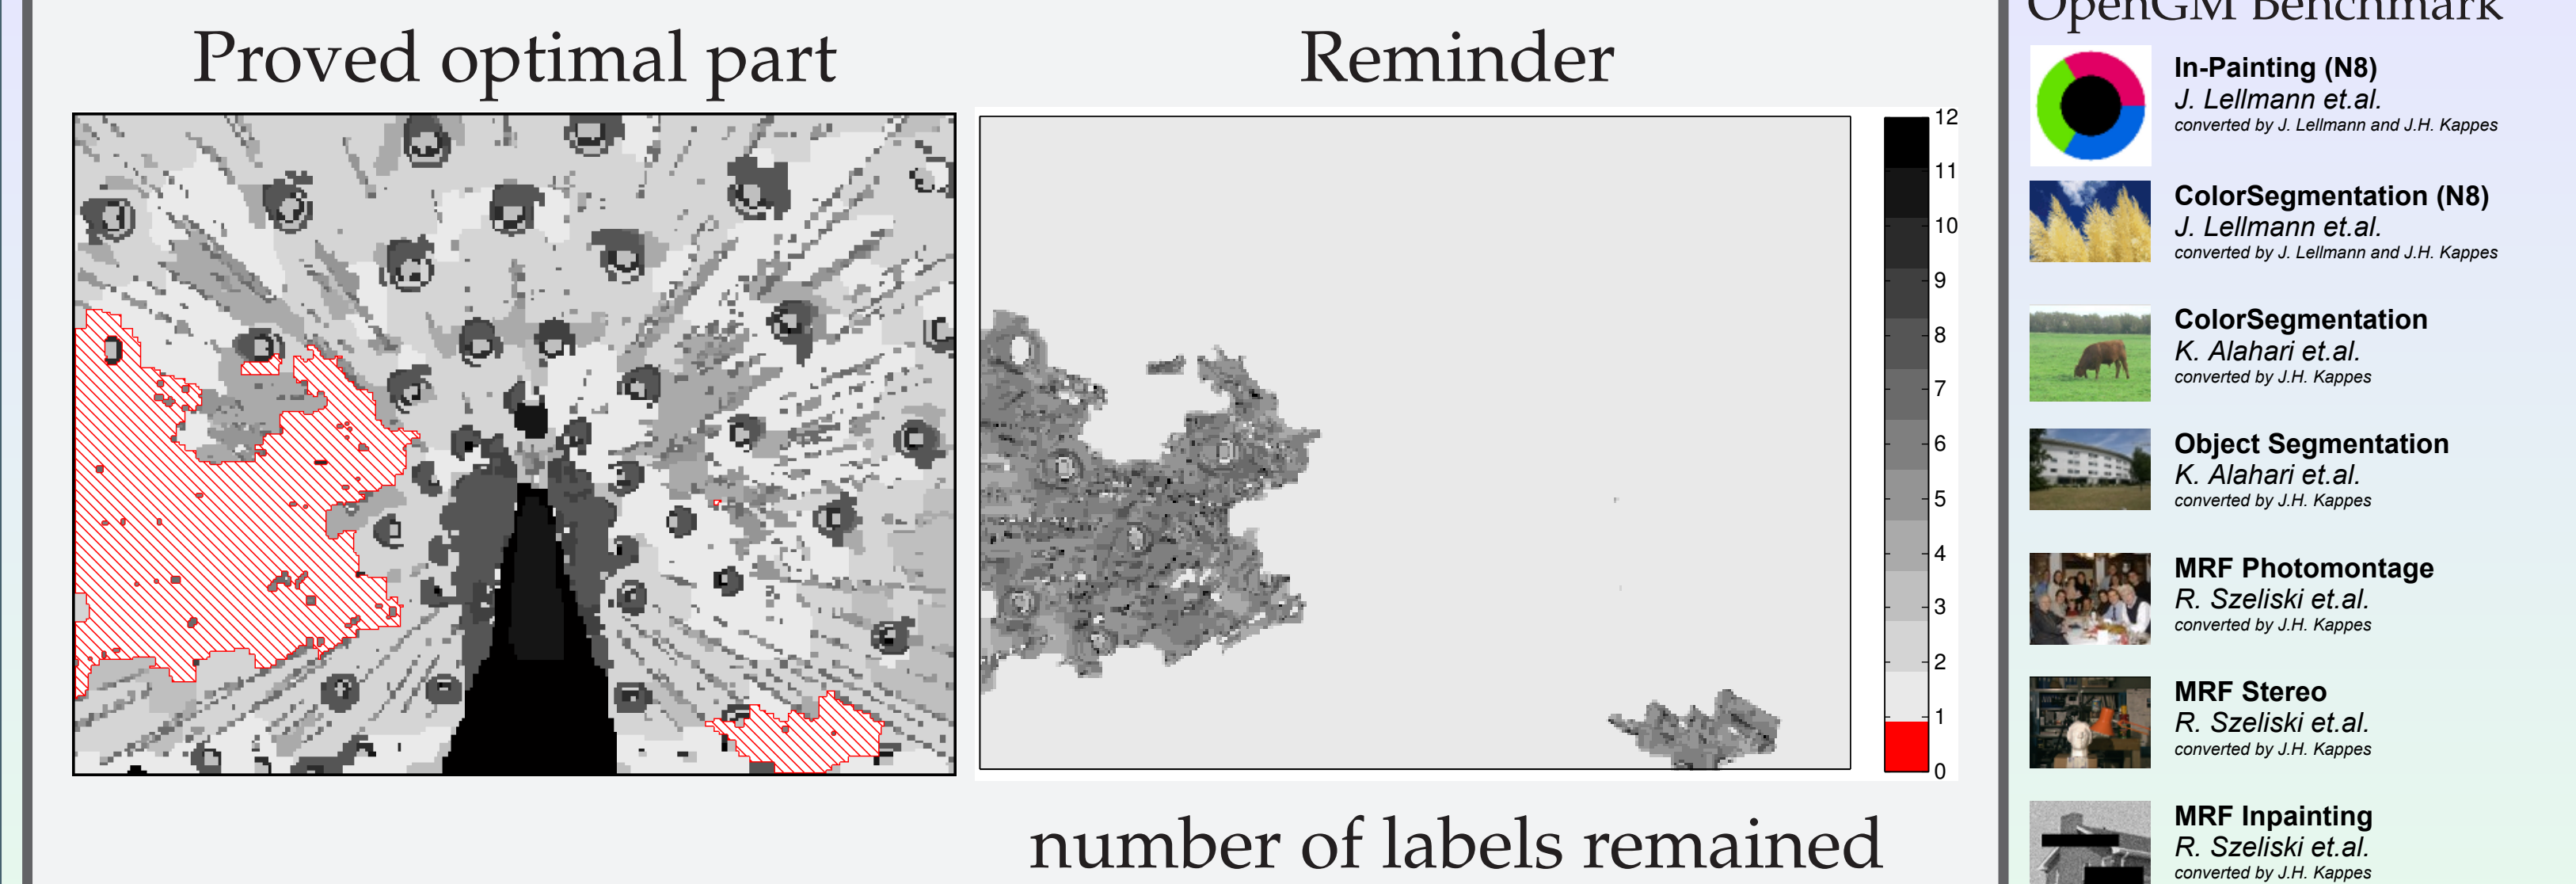 Proved optimal part
Reminder
12
11
10
9
8
7
6
5
4
3
2
1
0
number of labels remained
OpenGM Benchmark
In-Painting (N8)
J. Lellmann et.al.
converted by J. Lellmann and J.H. Kappes
ColorSegmentation (N8)
J. Lellmann et.al.
converted by J. Lellmann and J.H. Kappes
ColorSegmentation
K. Alahari et.al.
converted by J.H. Kappes
Object Segmentation
K. Alahari et.al.
converted by J.H. Kappes
MRF Photomontage
R. Szeliski et.al.
converted by J.H. Kappes
MRF Stereo
R. Szeliski et.al.
converted by J.H. Kappes
MRF Inpainting
R. Szeliski et.al.
converted by J.H. Kappes